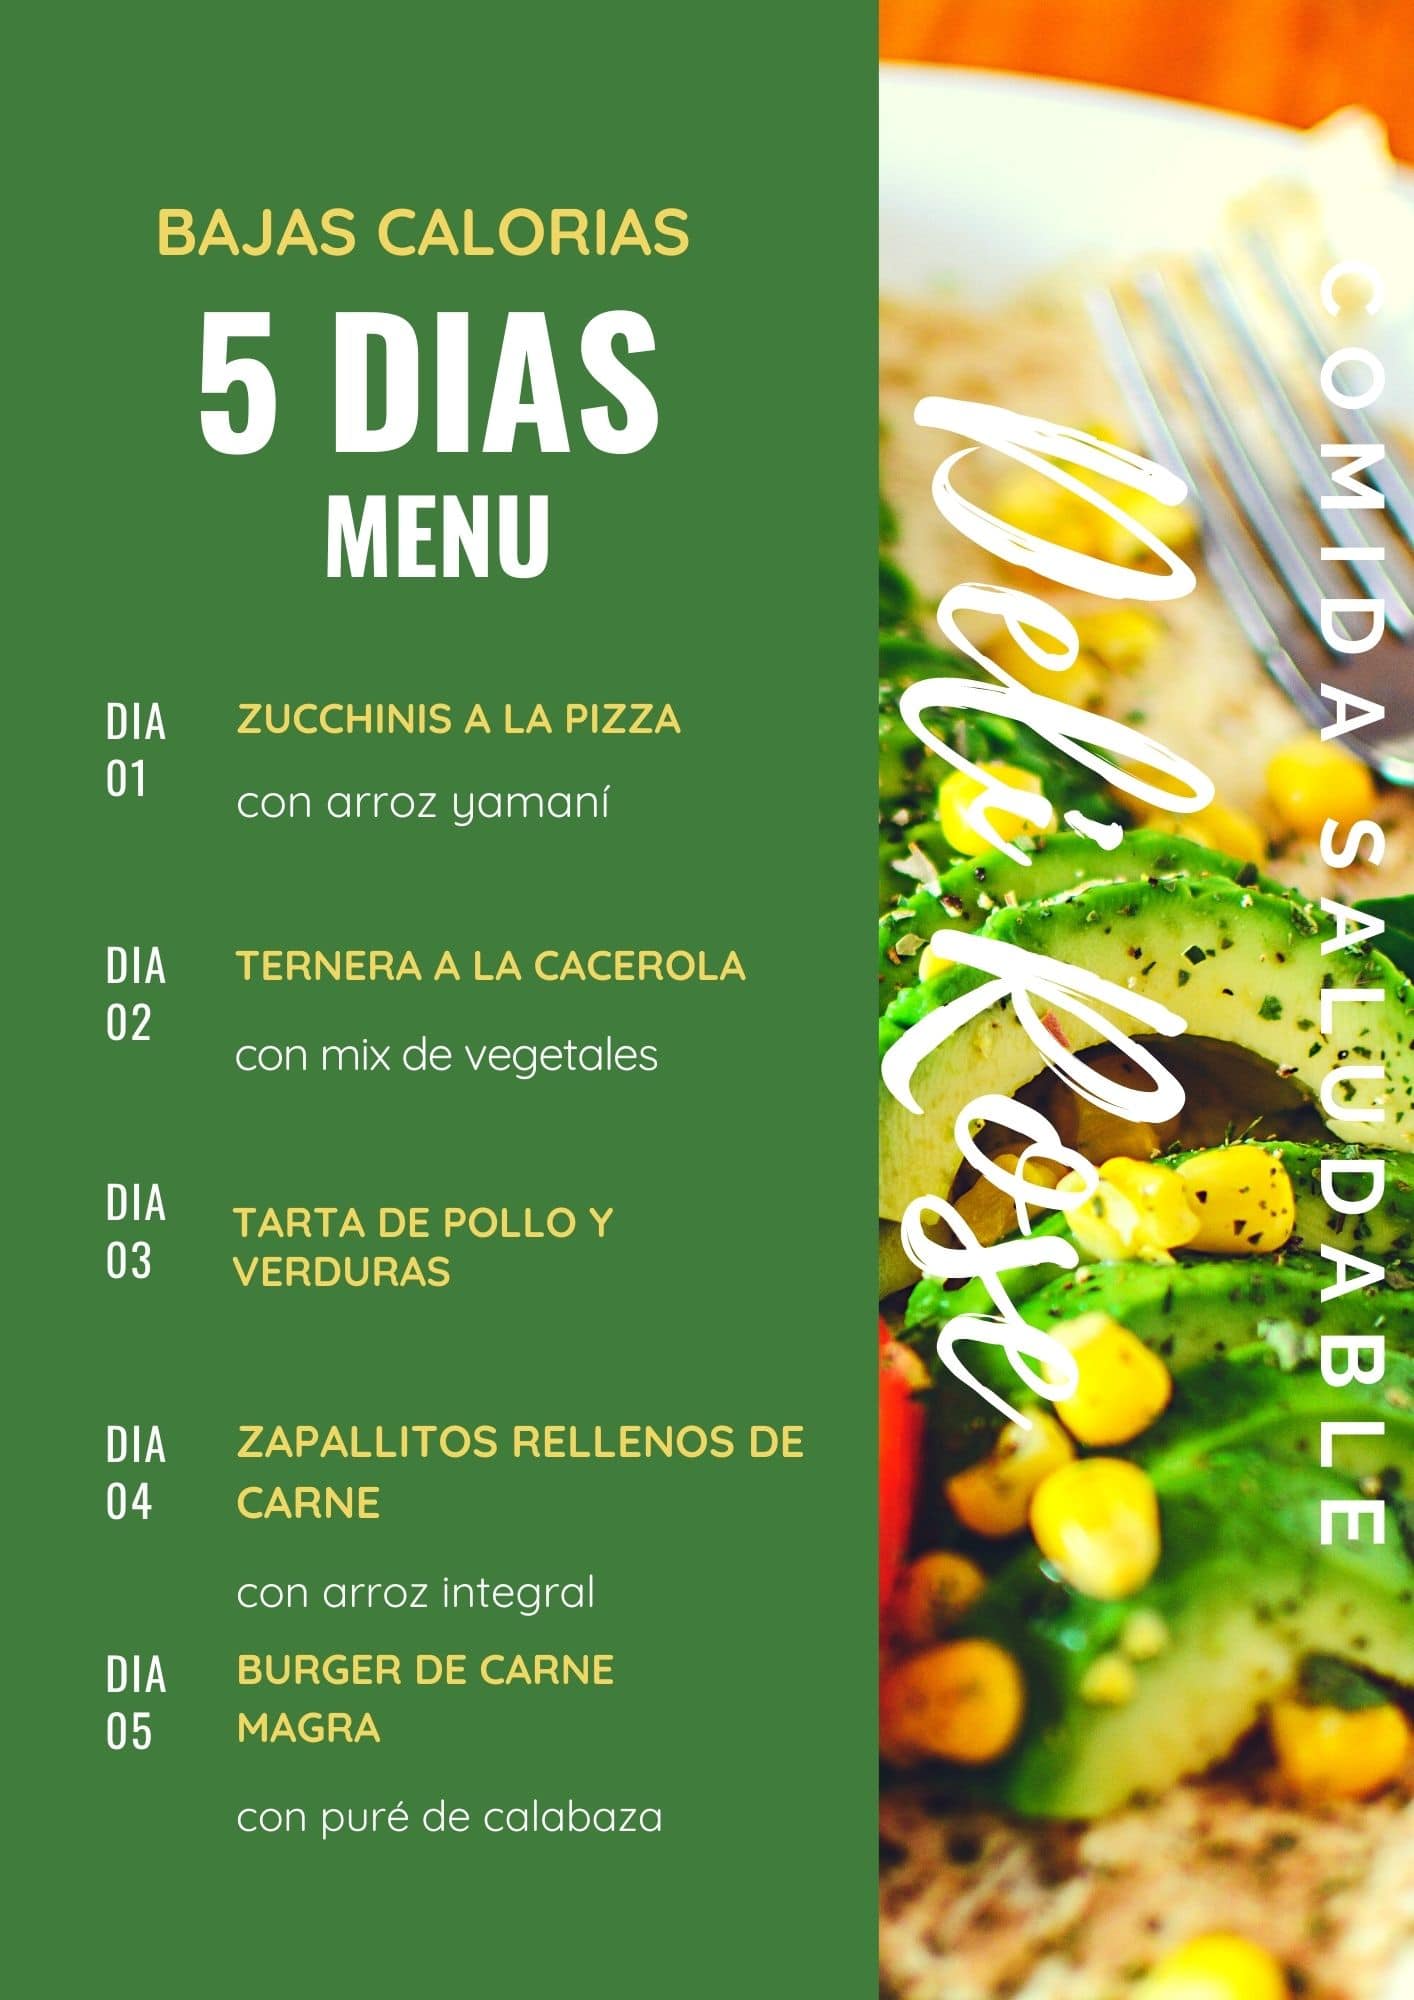 BAJAS CALORIAS
5 DIAS
MENU
DIA
01
ZUCCHINIS A LA PIZZA
con arroz yamaní
DIA
02
TERNERA A LA CACEROLA
con mix de vegetales
DIA
03
TARTA DE POLLO Y
VERDURAS
DIA
04
ZAPALLITOS RELLENOS DE
CARNE
con arroz integral
DIA
05
BURGER DE CARNE
MAGRA
con puré de calabaza
COMIDA SALUDABLE
Deli Rose